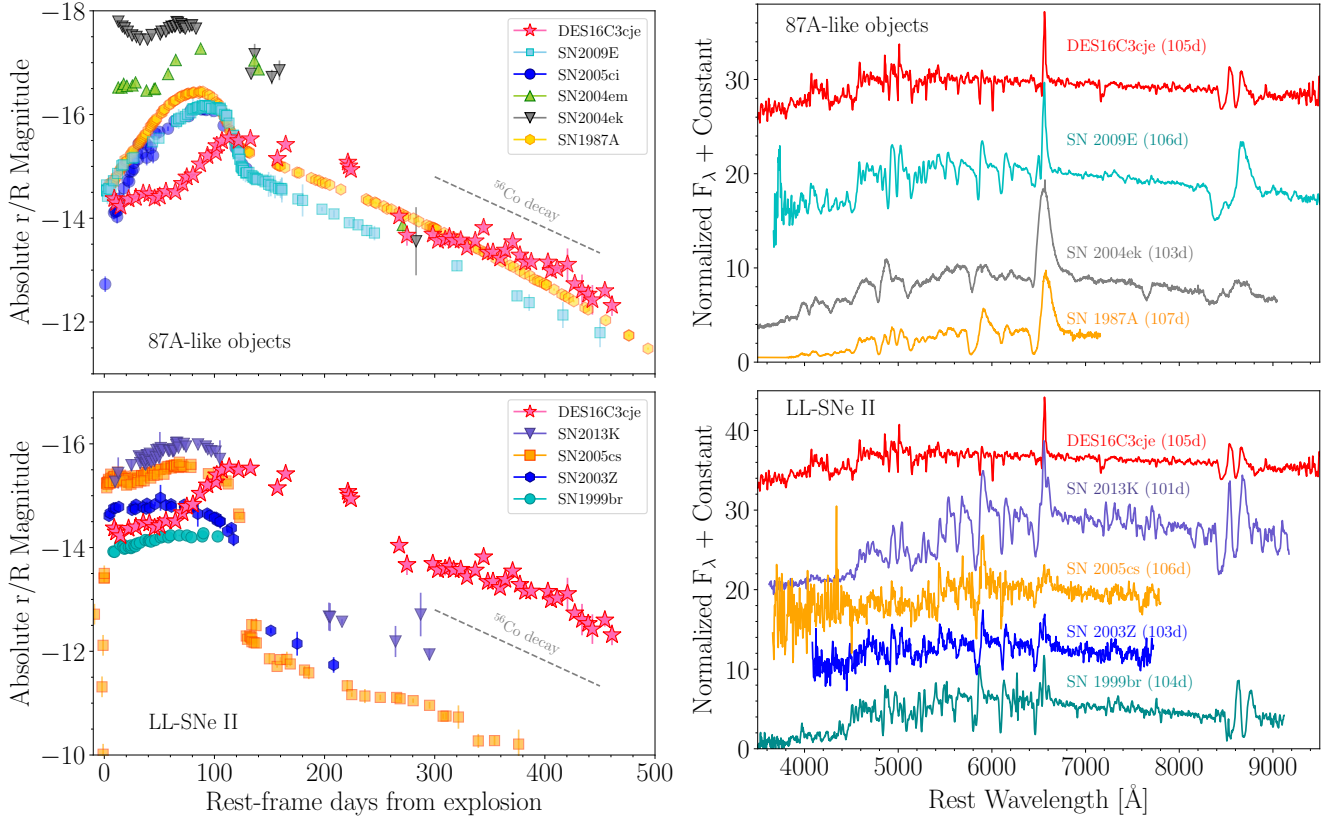 −18
−16
−14
−12
Absolute r/R Magnitude
DES16C3cje
SN2009E
SN2005ci
SN2004em
SN2004ek
SN1987A
⁵⁶Co decay
87A-like objects
30
20
10
0
Normalized F_λ + Constant
87A-like objects
DES16C3cje (105d)
SN 2009E (106d)
SN 2004ek (103d)
SN 1987A (107d)
−16
−14
−12
−10
Absolute r/R Magnitude
DES16C3cje
SN2013K
SN2005cs
SN2003Z
SN1999br
⁵⁶Co decay
LL-SNe II
0
100
200
300
400
500
Rest-frame days from explosion
40
30
20
10
0
Normalized F_λ + Constant
LL-SNe II
DES16C3cje (105d)
SN 2013K (101d)
SN 2005cs (106d)
SN 2003Z (103d)
SN 1999br (104d)
4000
5000
6000
7000
8000
9000
Rest Wavelength [Å]